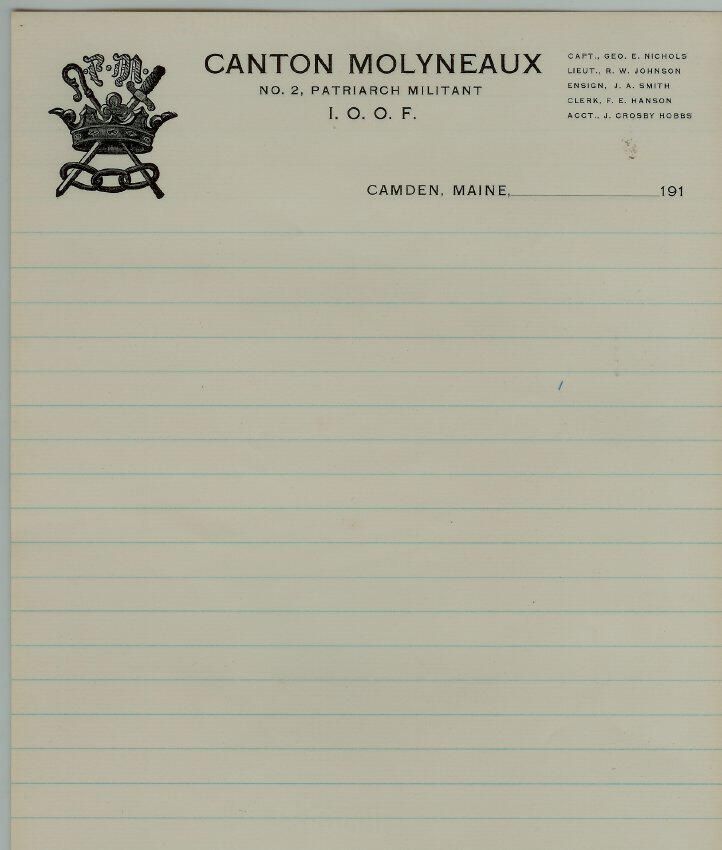 P. M.
CANTON MOLYNEAUX
NO. 2, PATRIARCH MILITANT
I. O. O. F.
CAPT., GEO. E. NICHOLS
LIEUT., R. W. JOHNSON
ENSIGN, J. A. SMITH
CLERK, F. E. HANSON
ACCT., J. CROSBY HOBBS
CAMDEN, MAINE, 191